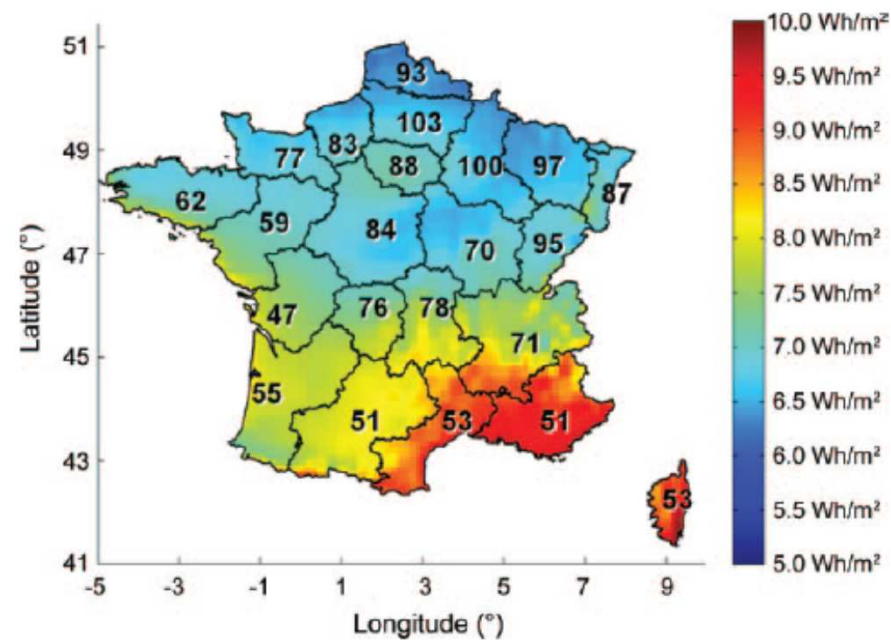 51
49
47
45
43
41
Latitude (°)
-5
-3
-1
1
3
5
7
9
Longitude (°)
93
103
83
77
88
100
97
87
62
59
84
70
95
47
76
78
71
55
51
53
51
53
10.0 Wh/m²
9.5 Wh/m²
9.0 Wh/m²
8.5 Wh/m²
8.0 Wh/m²
7.5 Wh/m²
7.0 Wh/m²
6.5 Wh/m²
6.0 Wh/m²
5.5 Wh/m²
5.0 Wh/m²